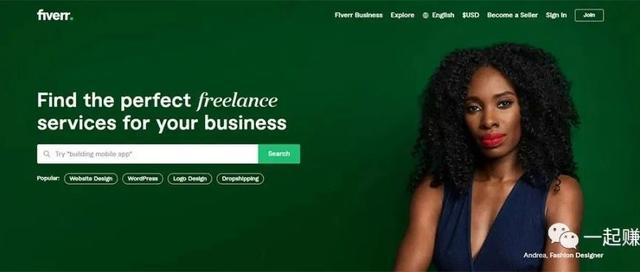 fiverr.
Fiverr Business Explore English $USD Become a Seller Sign In Join
Find the perfect freelance
services for your business
Try "building mobile app" Search
Popular: Website Design WordPress Logo Design Dropshipping
一起赚
Andrea, Fashion Designer